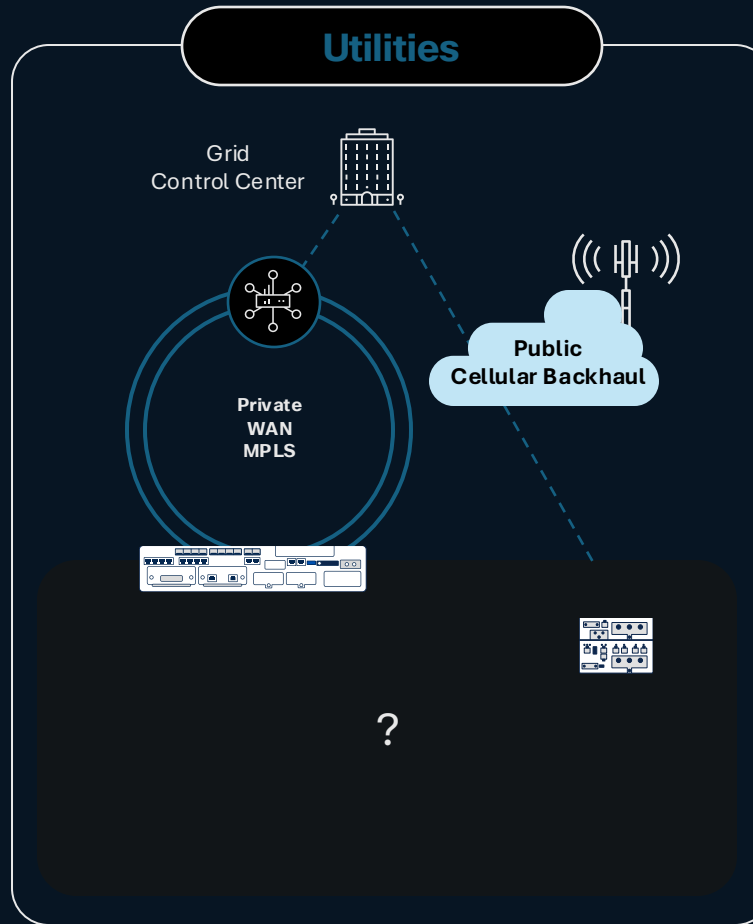 Utilities
Grid
Control Center
Public
Cellular Backhaul
Private
WAN
MPLS
?